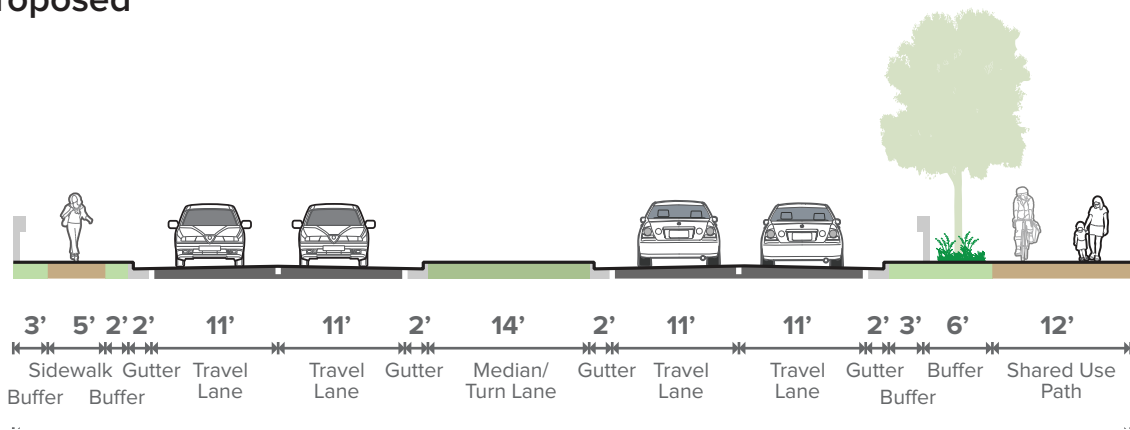 3’ 5’ 2’ 2’ 11’ 11’ 2’ 14’ 2’ 11’ 11’ 2’ 3’ 6’ 12’
Sidewalk Gutter Travel Travel Gutter Median/ Gutter Travel Travel Gutter Buffer Shared Use
Lane Lane Turn Lane Lane Lane Path
Buffer Buffer Buffer